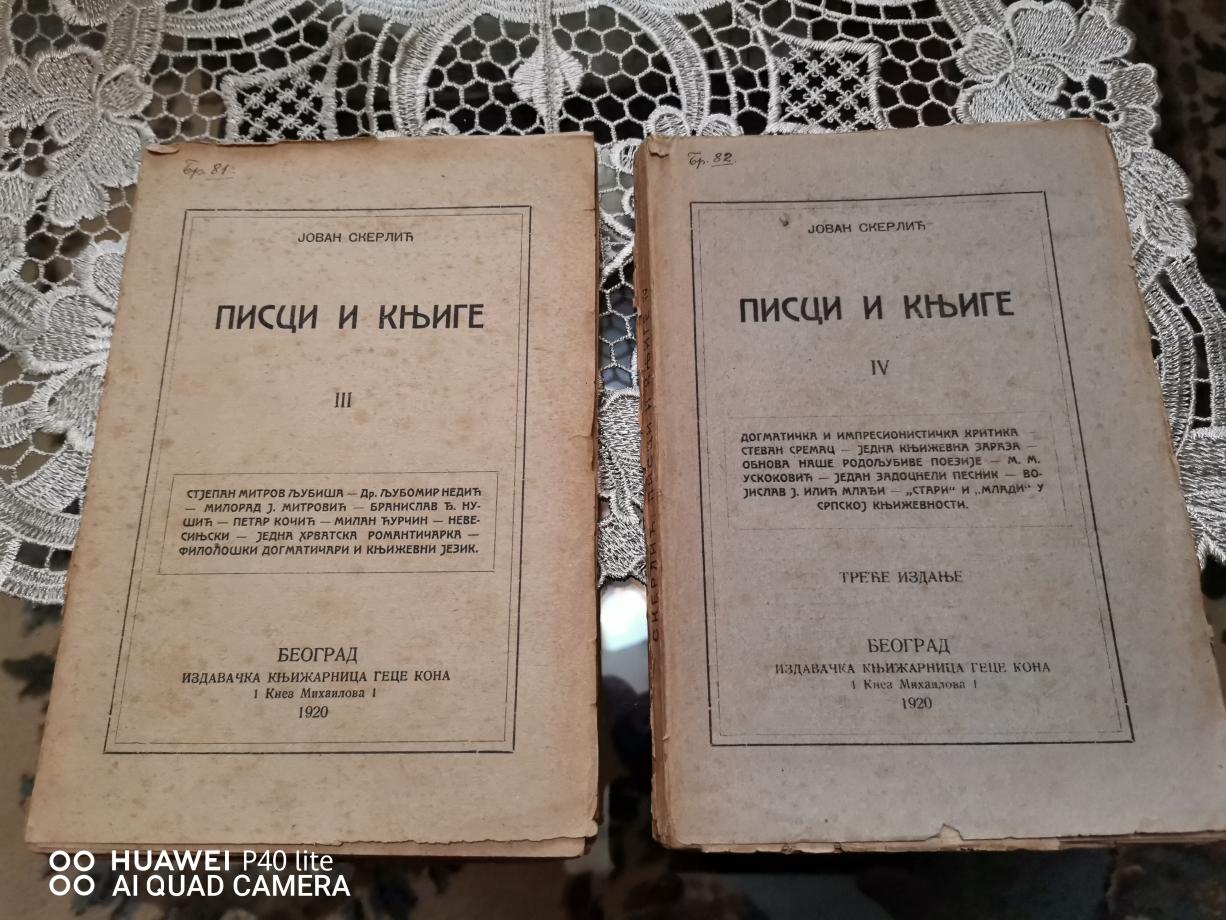 Бр. 81.
ЈОВАН СКЕРЛИЋ
ПИСЦИ И КЊИГЕ
III
СТЈЕПАН МИТРОВ ЉУБИША — Др. ЉУБОМИР НЕДИЋ
— МИЛОРАД Ј. МИТРОВИЋ — БРАНИСЛАВ Ђ. НУ-
ШИЋ — ПЕТАР КОЧИЋ — МИЛАН ЋУРЧИН — НЕВЕ-
СИЊСКИ — ЈЕДНА ХРВАТСКА РОМАНТИЧАРКА —
ФИЛОЛОШКИ ДОГМАТИЧАРИ И КЊИЖЕВНИ ЈЕЗИК.
БЕОГРАД
ИЗДАВАЧКА КЊИЖАРНИЦА ГЕЦЕ КОНА
1 Кнез Михаилова 1
1920
Бр. 82.
ЈОВАН СКЕРЛИЋ
ПИСЦИ И КЊИГЕ
IV
ДОГМАТИЧКА И ИМПРЕСИОНИСТИЧКА КРИТИКА —
СТЕВАН СРЕМАЦ — ЈЕДНА КЊИЖЕВНА ЗАРАЗА —
ОБНОВА НАШЕ РОДОЉУБИВЕ ПОЕЗИЈЕ — М. М.
УСКОКОВИЋ — ЈЕДАН ЗАДОЦНЕЛИ ПЕСНИК — ВО-
ЈИСЛАВ Ј. ИЛИЋ МЛАЂИ — „СТАРИ“ И „МЛАДИ“ У
СРПСКОЈ КЊИЖЕВНОСТИ.
ТРЕЋЕ ИЗДАЊЕ
БЕОГРАД
ИЗДАВАЧКА КЊИЖАРНИЦА ГЕЦЕ КОНА
1 Кнез Михаилова 1
1920
СКЕРЛИЋ ПИСЦИ И КЊИГЕ
HUAWEI P40 lite
AI QUAD CAMERA